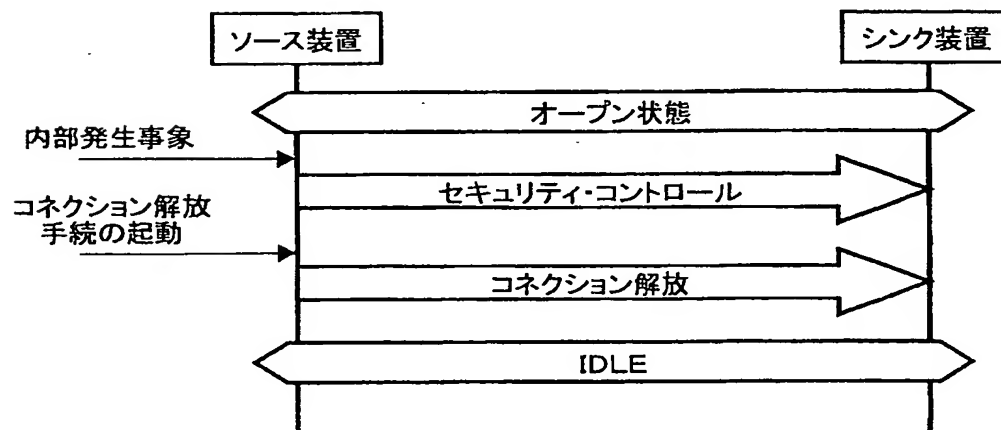 ソース装置
シンク装置
オープン状態
内部発生事象
セキュリティ・コントロール
コネクション解放
手続の起動
コネクション解放
IDLE